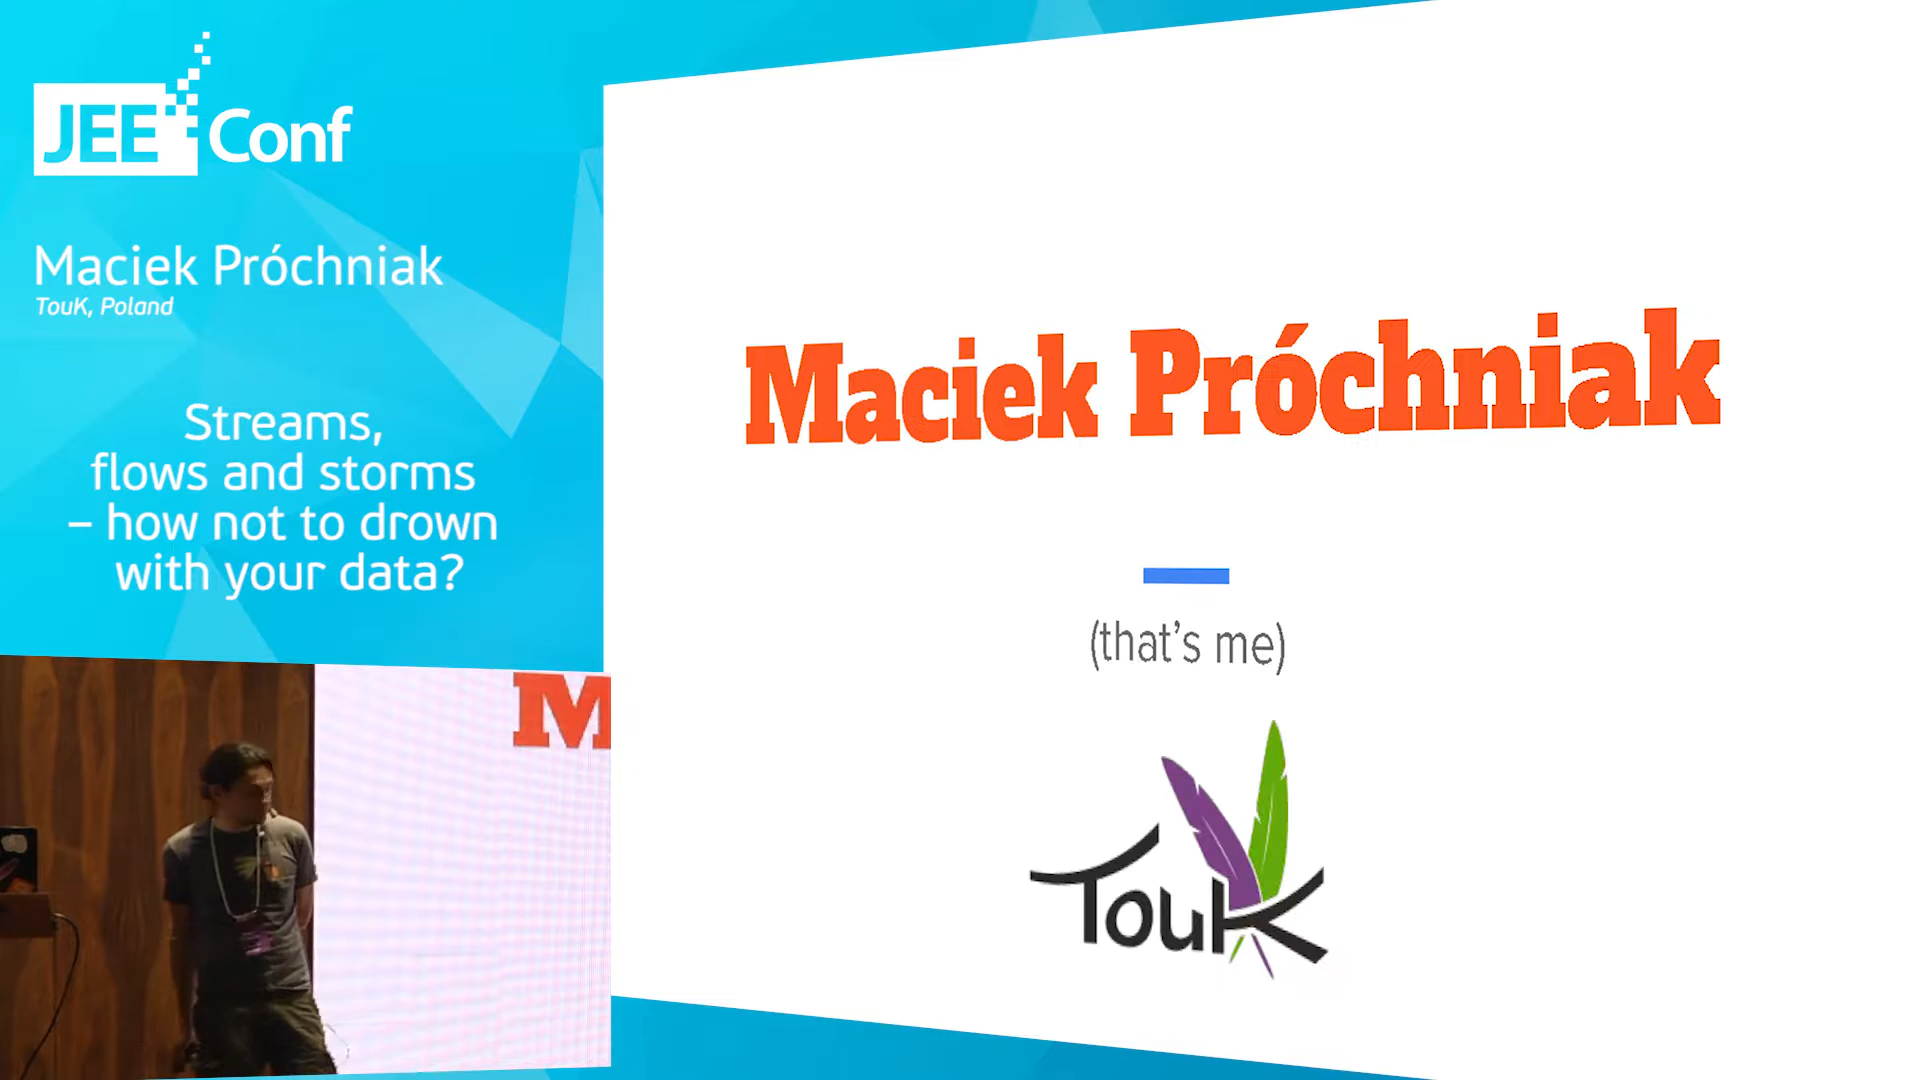 JEE Conf
Maciek Próchniak
TouK, Poland
Streams,
flows and storms
– how not to drown
with your data?
M
Maciek Próchniak
(that's me)
TouK